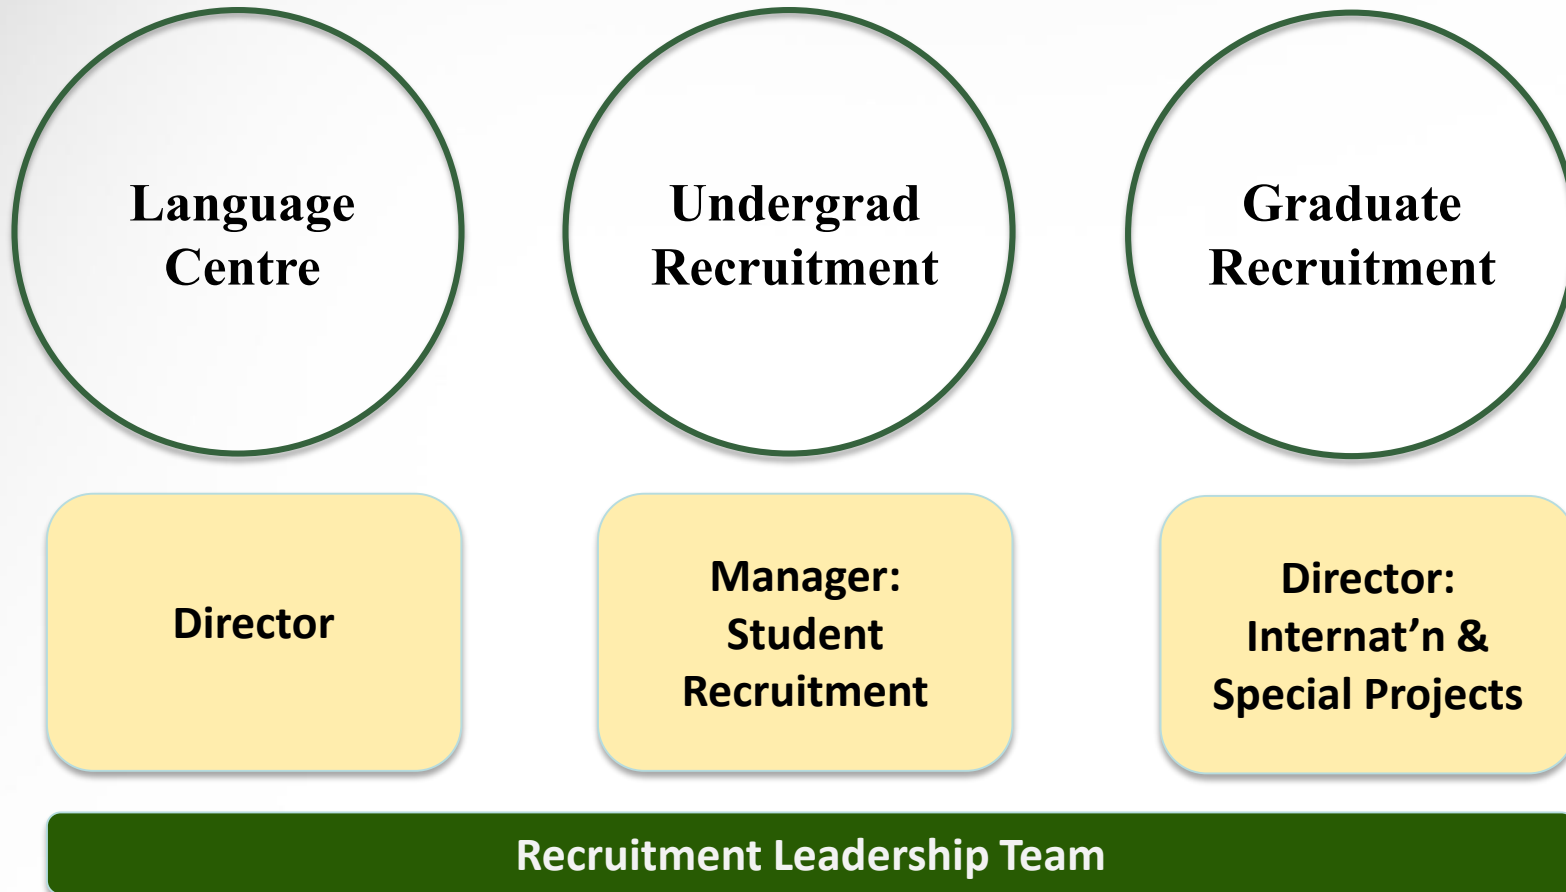 Language
Centre
Undergrad
Recruitment
Graduate
Recruitment
Director
Manager:
Student
Recruitment
Director:
Internat’n &
Special Projects
Recruitment Leadership Team